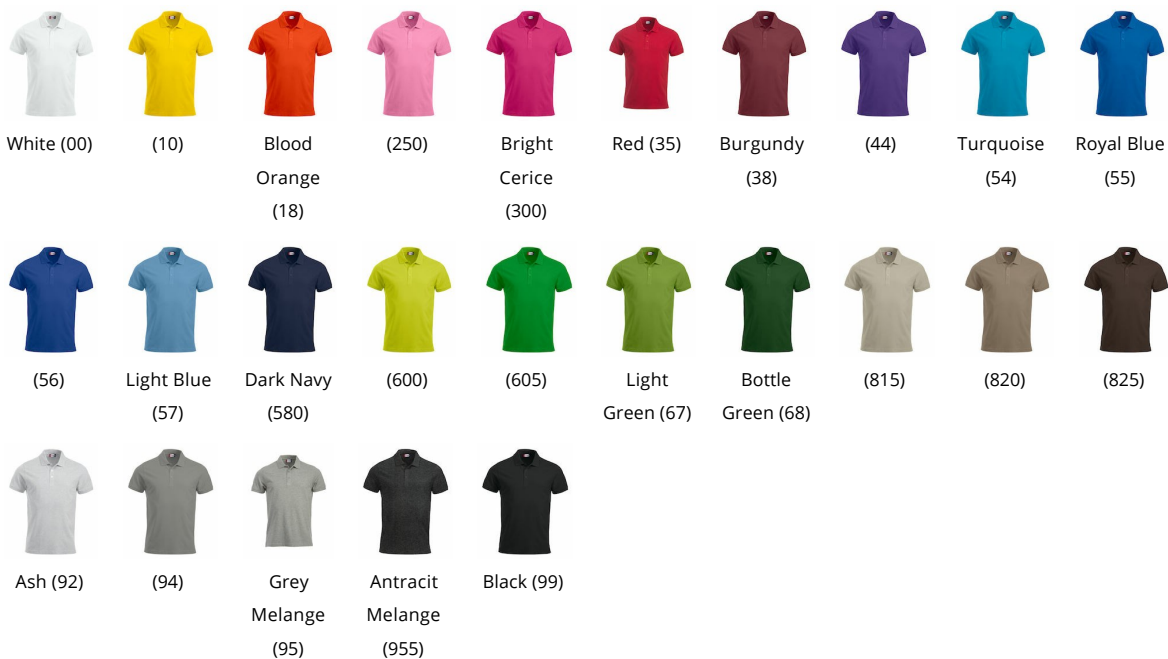 White (00)
(10)
Blood
Orange
(18)
(250)
Bright
Cerice
(300)
Red (35)
Burgundy
(38)
(44)
Turquoise
(54)
Royal Blue
(55)
(56)
Light Blue
(57)
Dark Navy
(580)
(600)
(605)
Light
Green (67)
Bottle
Green (68)
(815)
(820)
(825)
Ash (92)
(94)
Grey
Melange
(95)
Antracit
Melange
(955)
Black (99)